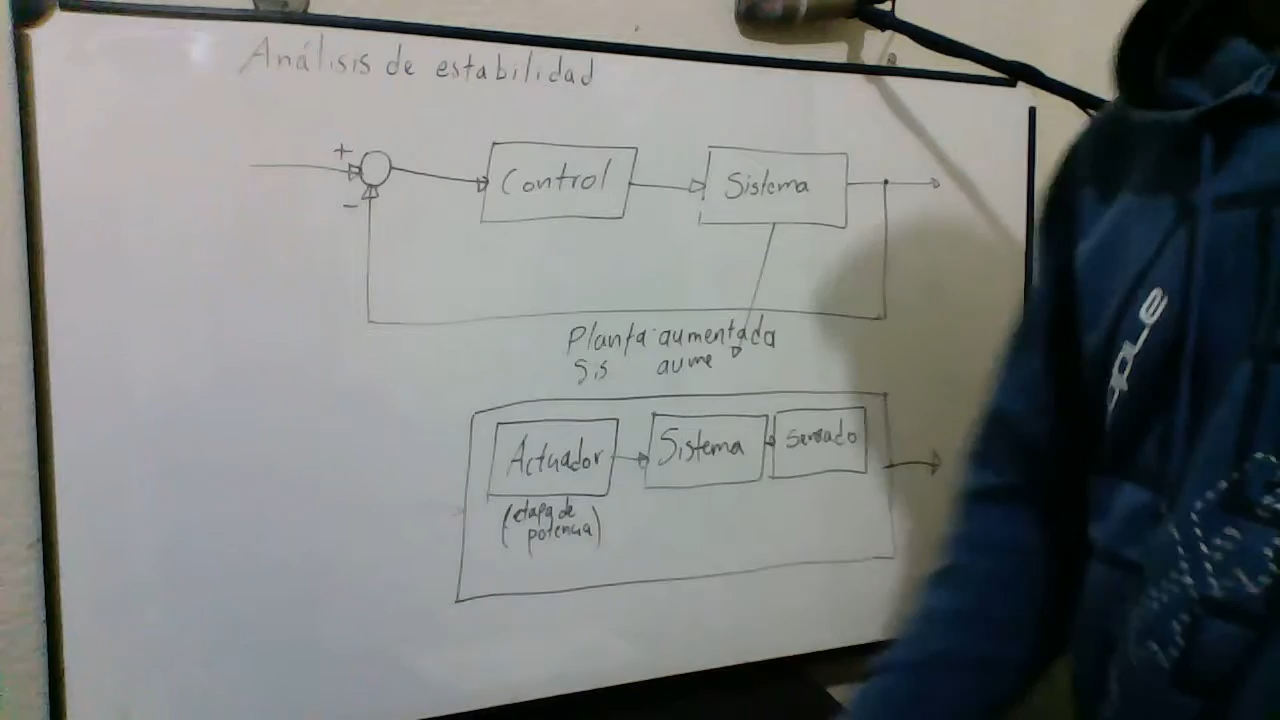 Análisis de estabilidad
+
Control
Sistema
-
Planta aumentada
Sis aume
Actuador
Sistema
Sensado
(etapa de
potencia)